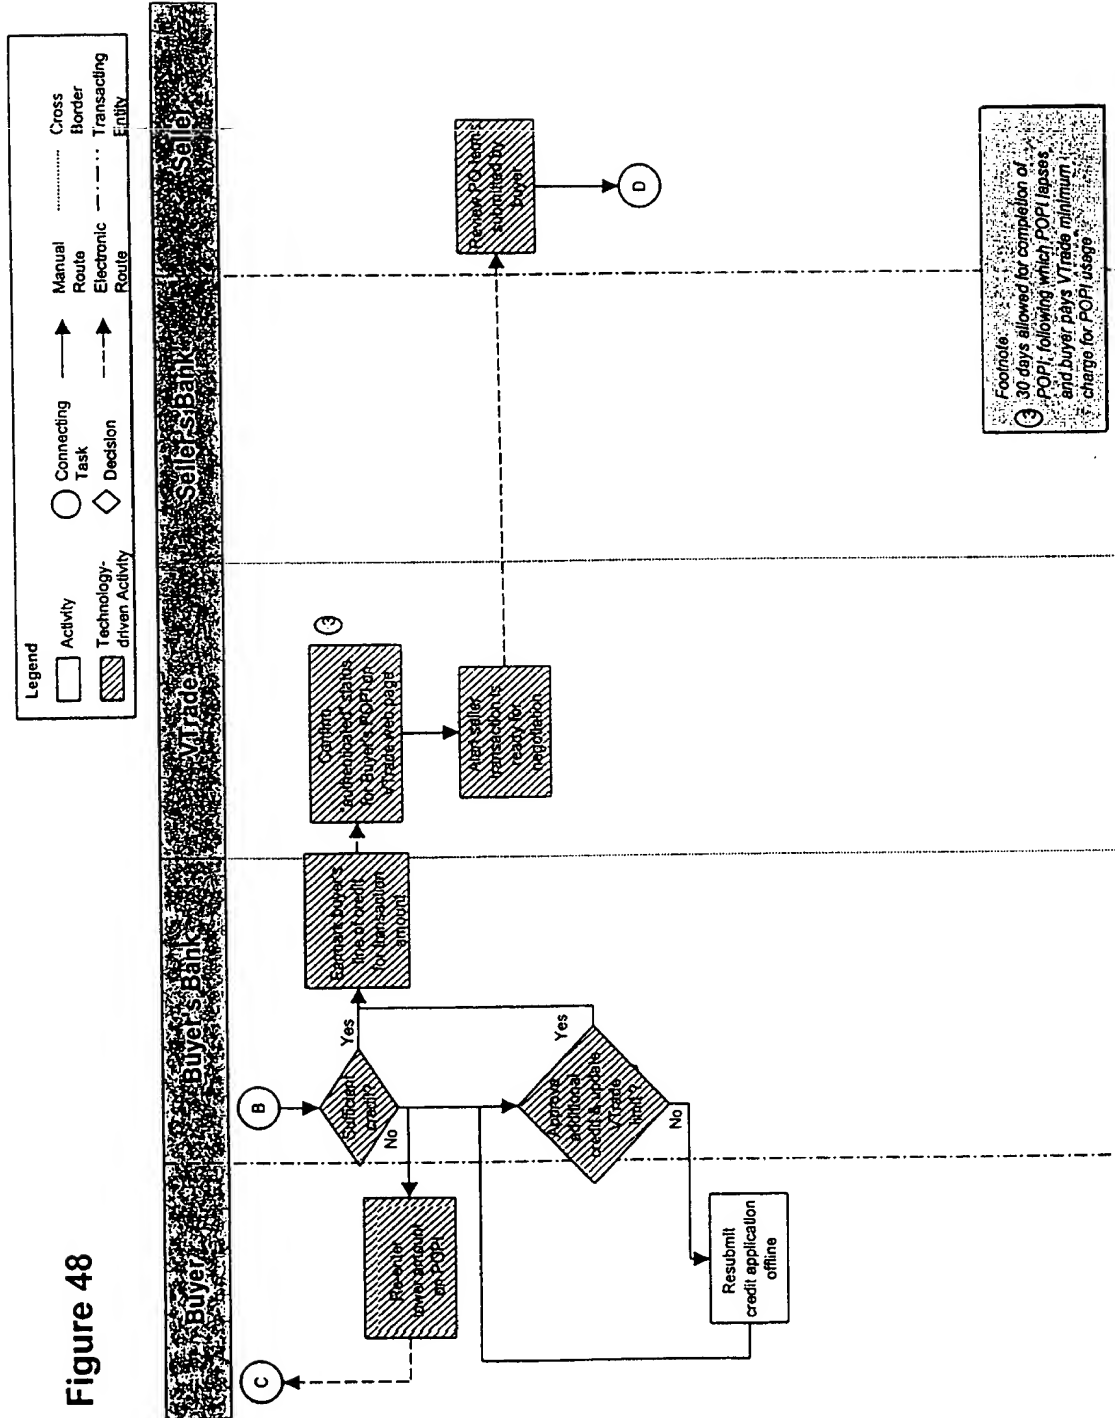 Figure 48
Legend
Activity
Technology-
driven Activity
Connecting
Task
Decision
Manual
Route
Electronic
Route
Cross
Border
Transacting
Entity
Buyer
Buyer's Bank
VTrade
Seller's Bank
Seller
B
Sufficient
credit?
Yes
No
C
Re-enter
lower amount
on POPI
Approve
additional
credit & update
VTrade
limit?
Yes
No
Resubmit
credit application
offline
Earmark buyer's
line of credit
for transaction
amount
Confirm
"authenticated" status
for Buyer's POPI on
VTrade web page
3
Alert seller
transaction is
ready for
negotiation
Review PO terms
submitted by
buyer
D
Footnote:
3 30 days allowed for completion of
POPI, following which POPI lapses
and buyer pays VTrade minimum
charge for POPI usage